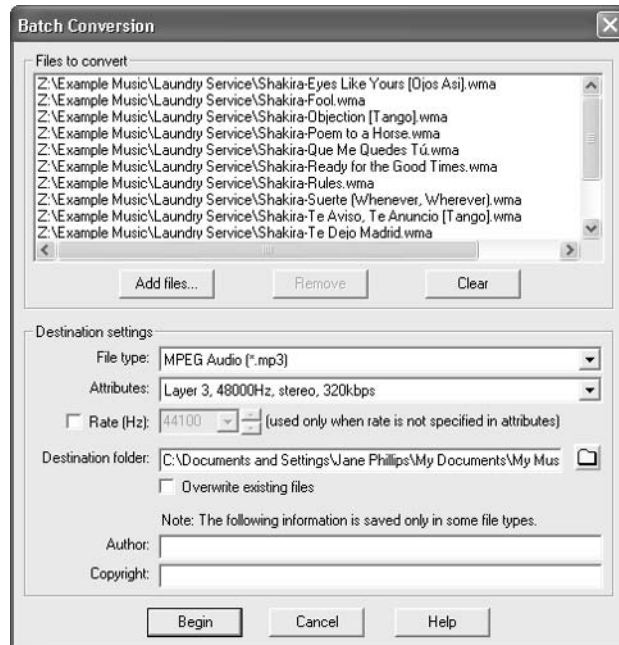 Batch Conversion
Files to convert
Z:\Example Music\Laundry Service\Shakira-Eyes Like Yours [Ojos Asi].wma
Z:\Example Music\Laundry Service\Shakira-Fool.wma
Z:\Example Music\Laundry Service\Shakira-Objection [Tango].wma
Z:\Example Music\Laundry Service\Shakira-Poem to a Horse.wma
Z:\Example Music\Laundry Service\Shakira-Que Me Quedes Tú.wma
Z:\Example Music\Laundry Service\Shakira-Ready for the Good Times.wma
Z:\Example Music\Laundry Service\Shakira-Rules.wma
Z:\Example Music\Laundry Service\Shakira-Suerte (Whenever, Wherever).wma
Z:\Example Music\Laundry Service\Shakira-Te Aviso, Te Anuncio [Tango].wma
Z:\Example Music\Laundry Service\Shakira-Te Dejo Madrid.wma
Add files... Remove Clear
Destination settings
File type: MPEG Audio (*.mp3)
Attributes: Layer 3, 48000Hz, stereo, 320kbps
Rate (Hz): 44100 (used only when rate is not specified in attributes)
Destination folder: C:\Documents and Settings\Jane Phillips\My Documents\My Mus
Overwrite existing files
Note: The following information is saved only in some file types.
Author:
Copyright:
Begin Cancel Help